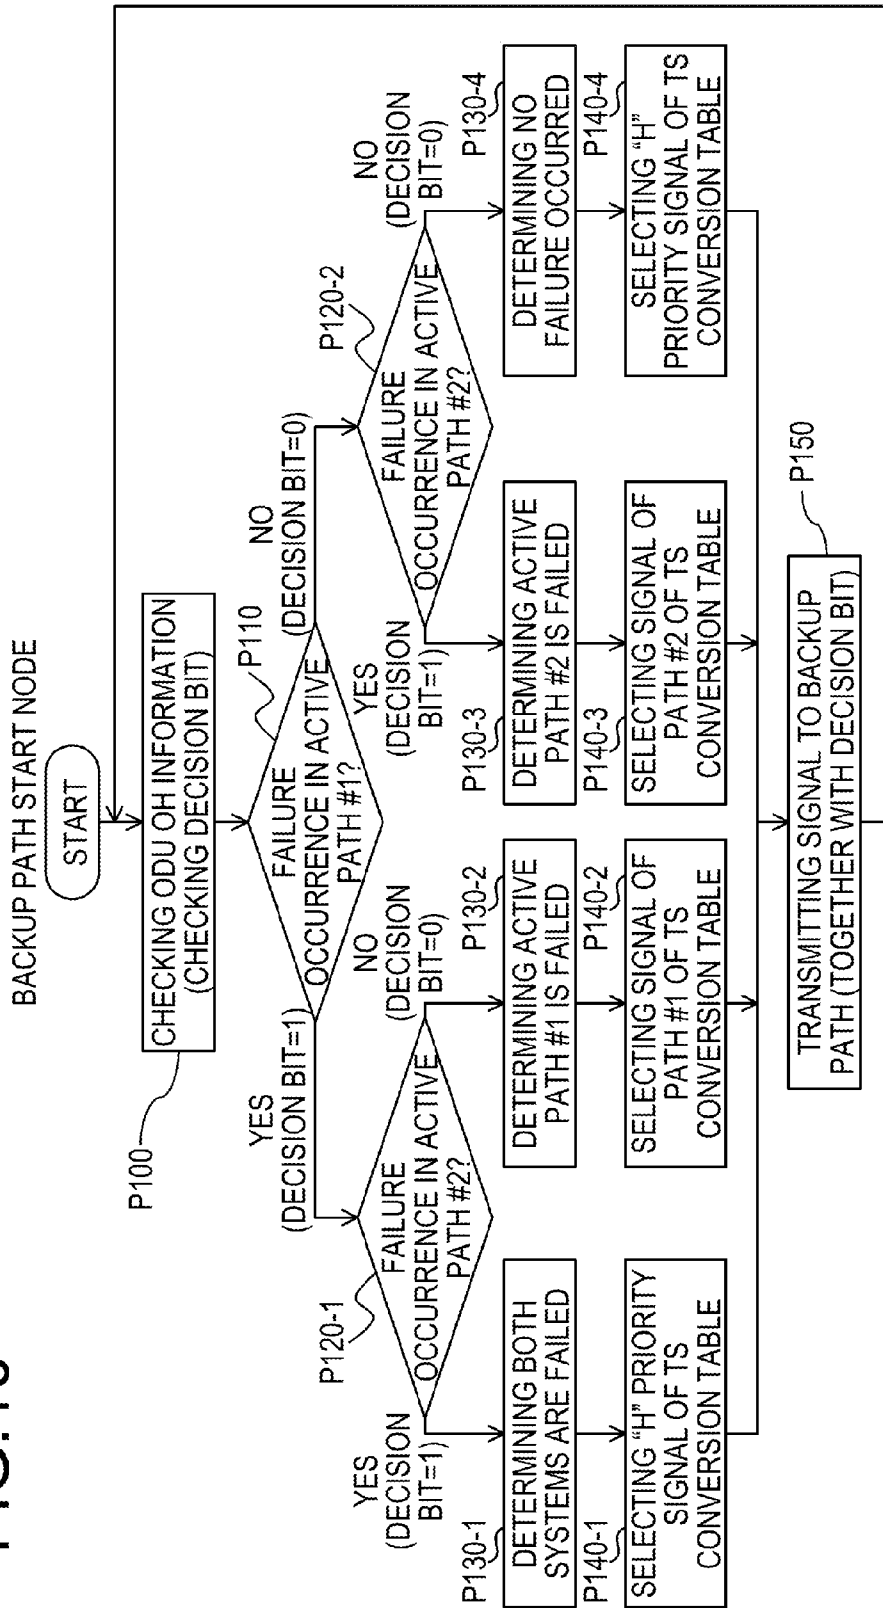 BACKUP PATH START NODE
START
P100
CHECKING ODU OH INFORMATION
(CHECKING DECISION BIT)
P110
FAILURE
OCCURRENCE IN ACTIVE
PATH #1?
YES
(DECISION BIT=1)
NO
(DECISION BIT=0)
P120-1
FAILURE
OCCURRENCE IN ACTIVE
PATH #2?
P120-2
FAILURE
OCCURRENCE IN ACTIVE
PATH #2?
YES
(DECISION
BIT=1)
NO
(DECISION
BIT=0)
YES
(DECISION
BIT=1)
NO
(DECISION
BIT=0)
P130-1
DETERMINING BOTH
SYSTEMS ARE FAILED
P130-2
DETERMINING ACTIVE
PATH #1 IS FAILED
P130-3
DETERMINING ACTIVE
PATH #2 IS FAILED
P130-4
DETERMINING NO
FAILURE OCCURRED
P140-1
SELECTING “H” PRIORITY
SIGNAL OF TS
CONVERSION TABLE
P140-2
SELECTING SIGNAL OF
PATH #1 OF TS
CONVERSION TABLE
P140-3
SELECTING SIGNAL OF
PATH #2 OF TS
CONVERSION TABLE
P140-4
SELECTING “H”
PRIORITY SIGNAL OF TS
CONVERSION TABLE
P150
TRANSMITTING SIGNAL TO BACKUP
PATH (TOGETHER WITH DECISION BIT)